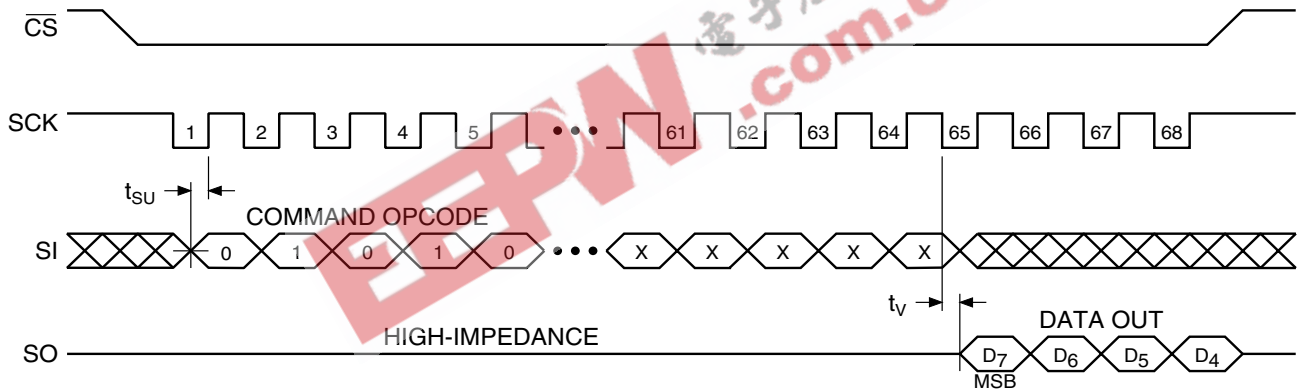 CS
SCK 1 2 3 4 5 ••• 61 62 63 64 65 66 67 68
tSU
COMMAND OPCODE
SI 0 1 0 1 0 ••• X X X X X
tV
HIGH-IMPEDANCE
DATA OUT
SO D7 D6 D5 D4
MSB
EEPW
.com.c